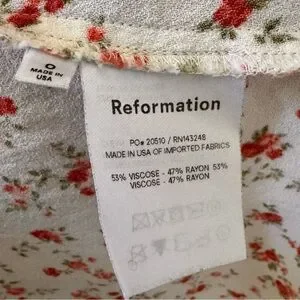 0
MADE IN
USA
Reformation
PO# 20510 / RN143248
MADE IN USA OF IMPORTED FABRICS
53% VISCOSE - 47% RAYON 53%
VISCOSE - 47% RAYON